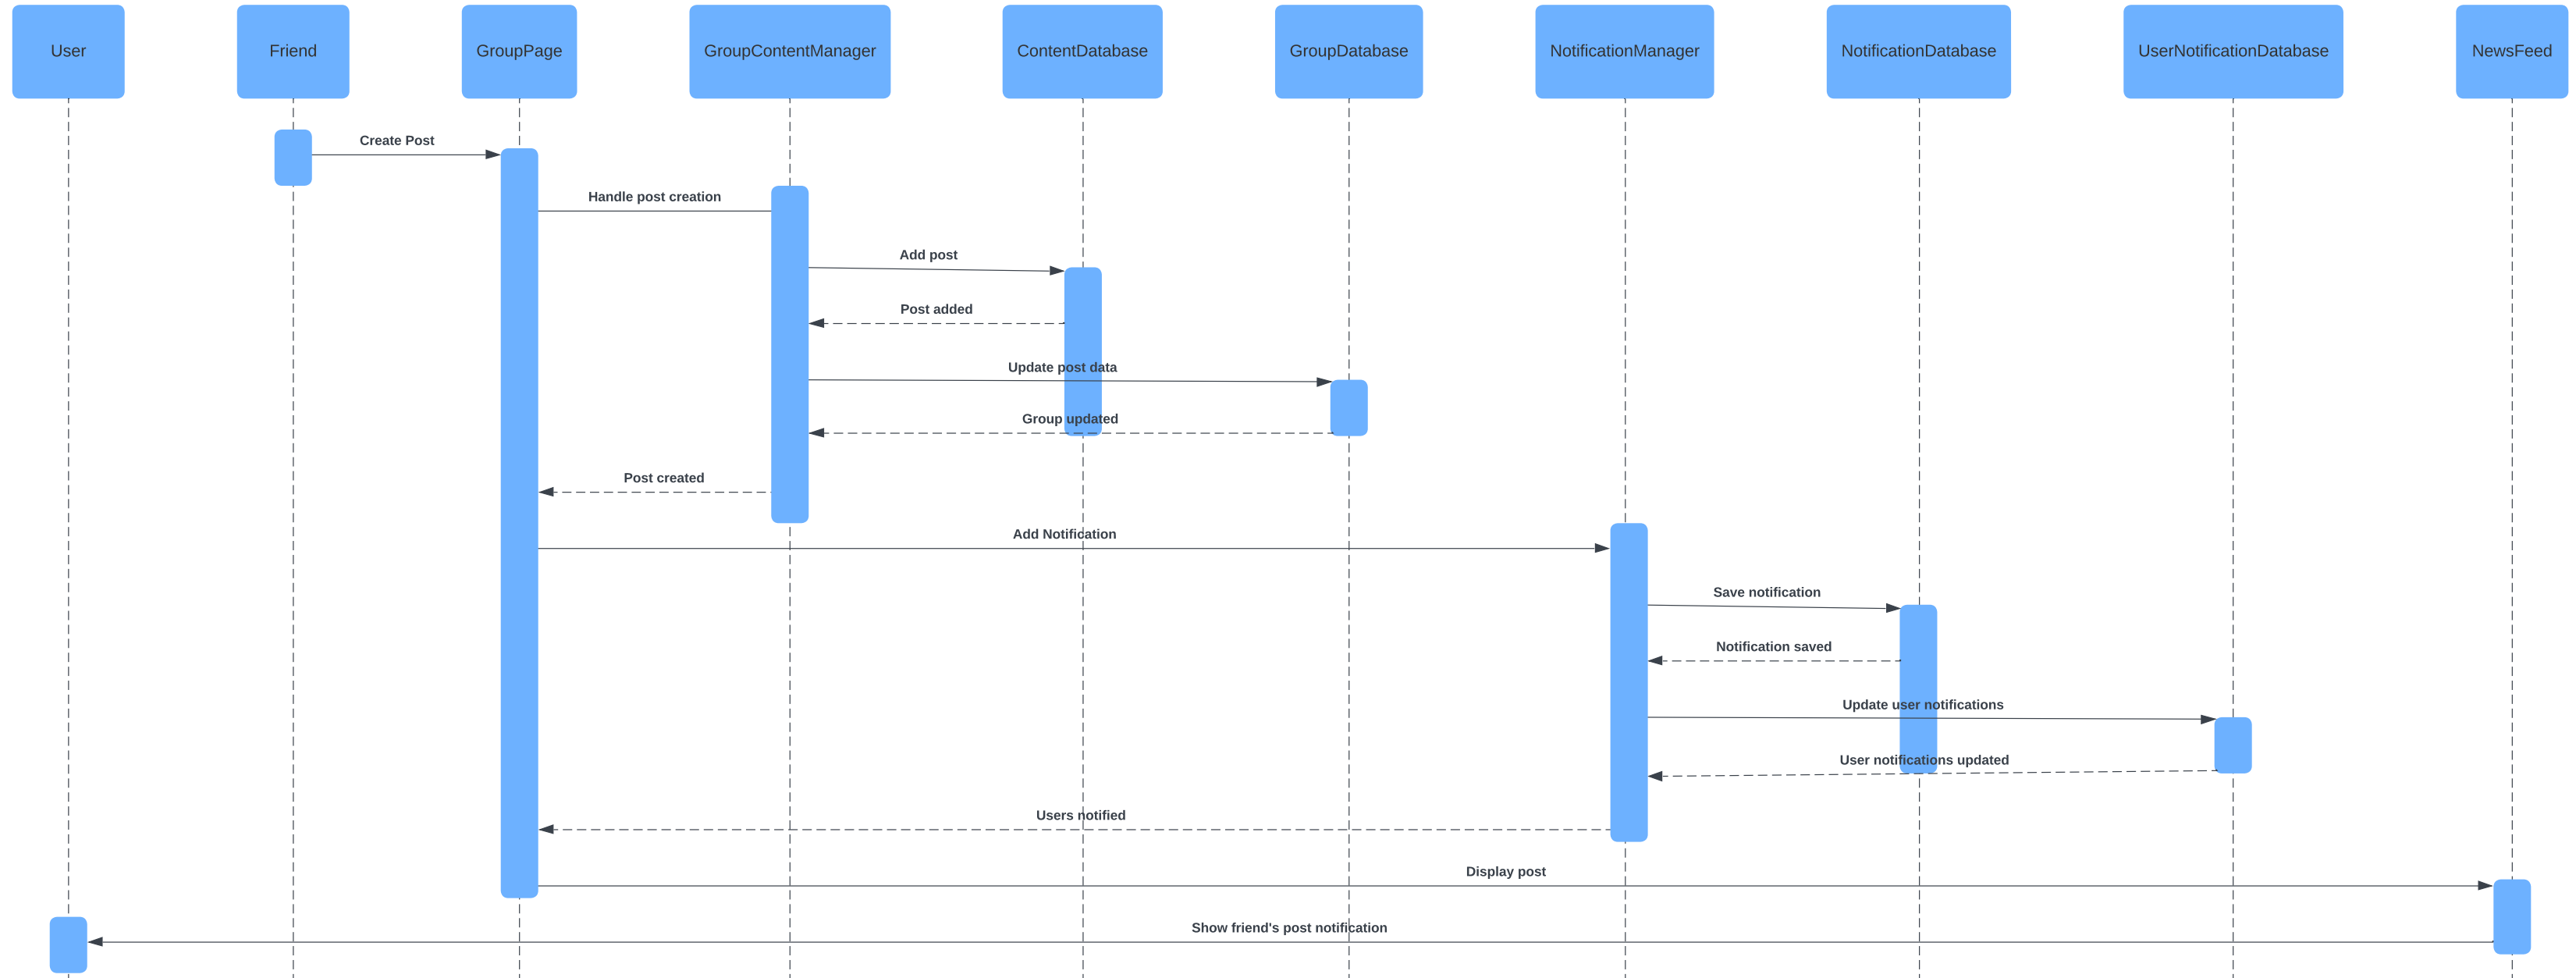 User
Friend
GroupPage
GroupContentManager
ContentDatabase
GroupDatabase
NotificationManager
NotificationDatabase
UserNotificationDatabase
NewsFeed
Create Post
Handle post creation
Add post
Post added
Update post data
Group updated
Post created
Add Notification
Save notification
Notification saved
Update user notifications
User notifications updated
Users notified
Display post
Show friend's post notification